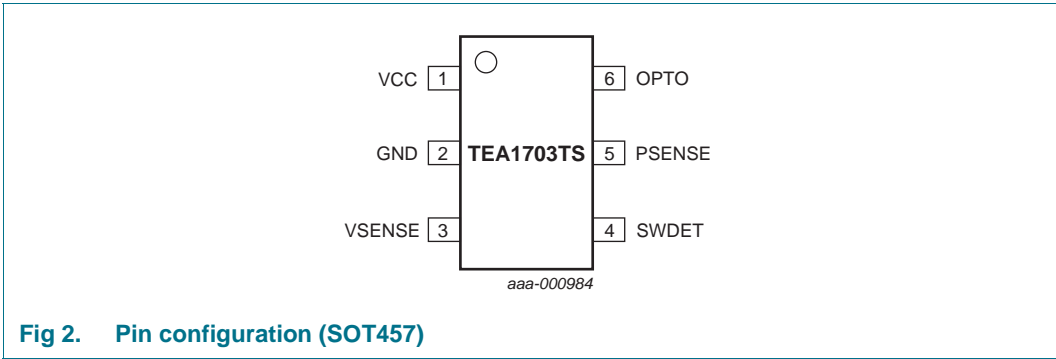 VCC 1 6 OPTO
GND 2 TEA1703TS 5 PSENSE
VSENSE 3 4 SWDET
aaa-000984
Fig 2. Pin configuration (SOT457)